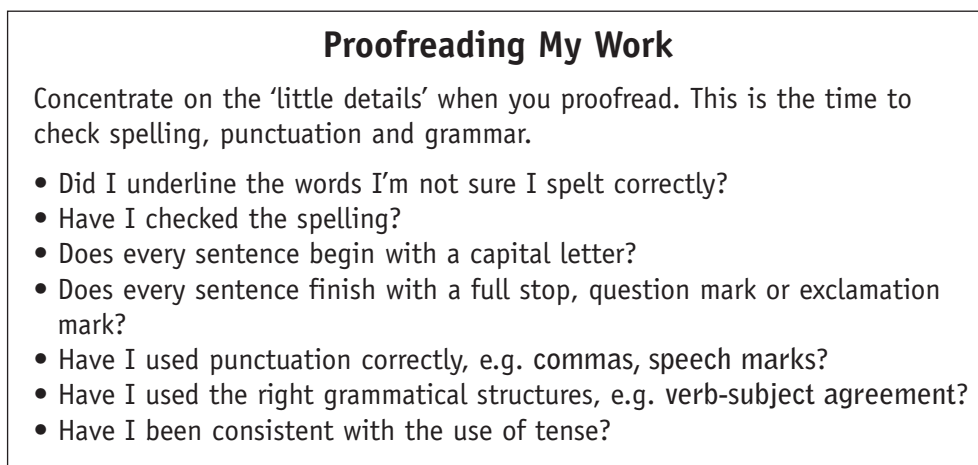 Proofreading My Work
Concentrate on the ‘little details’ when you proofread. This is the time to
check spelling, punctuation and grammar.
• Did I underline the words I’m not sure I spelt correctly?
• Have I checked the spelling?
• Does every sentence begin with a capital letter?
• Does every sentence finish with a full stop, question mark or exclamation
mark?
• Have I used punctuation correctly, e.g. commas, speech marks?
• Have I used the right grammatical structures, e.g. verb-subject agreement?
• Have I been consistent with the use of tense?